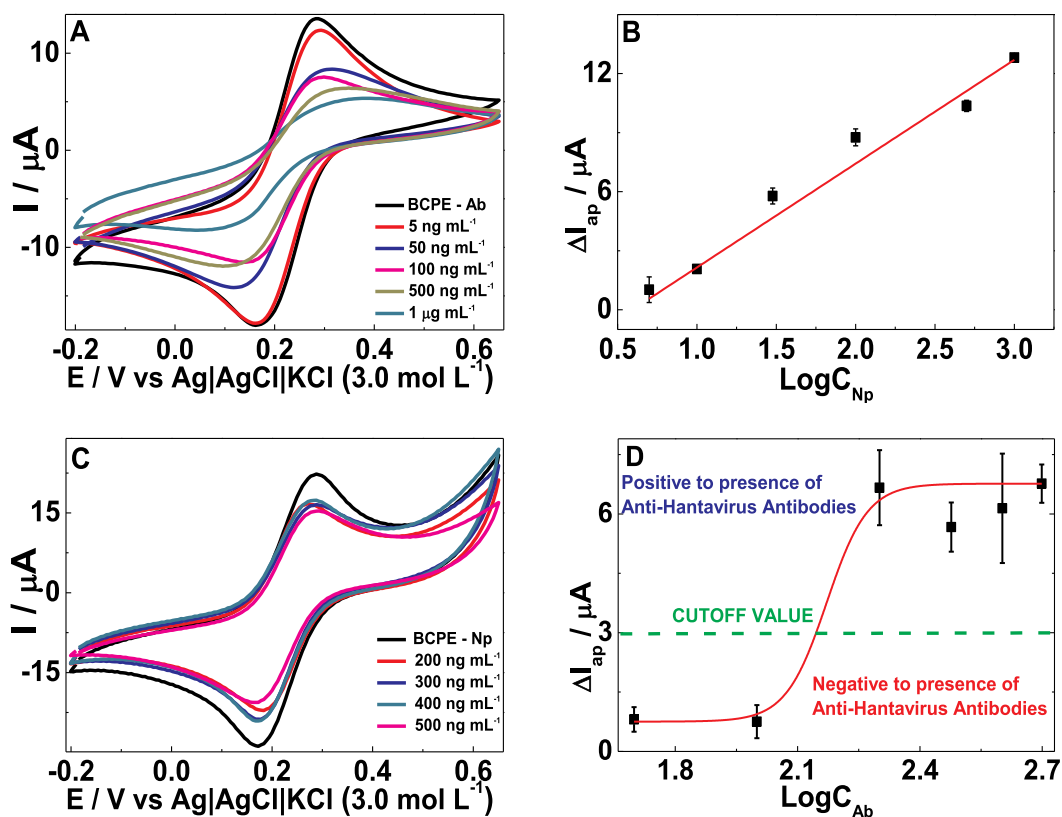 A
10
0
-10
I / μA
BCPE - Ab
5 ng mL⁻¹
50 ng mL⁻¹
100 ng mL⁻¹
500 ng mL⁻¹
1 μg mL⁻¹
-0.2 0.0 0.2 0.4 0.6
E / V vs Ag|AgCl|KCl (3.0 mol L⁻¹)
B
12
6
0
ΔIap / μA
0.5 1.0 1.5 2.0 2.5 3.0
LogCNp
C
15
0
-15
I / μA
BCPE - Np
200 ng mL⁻¹
300 ng mL⁻¹
400 ng mL⁻¹
500 ng mL⁻¹
-0.2 0.0 0.2 0.4 0.6
E / V vs Ag|AgCl|KCl (3.0 mol L⁻¹)
D
Positive to presence of
Anti-Hantavirus Antibodies
CUTOFF VALUE
Negative to presence of
Anti-Hantavirus Antibodies
6
3
0
ΔIap / μA
1.8 2.1 2.4 2.7
LogCAb